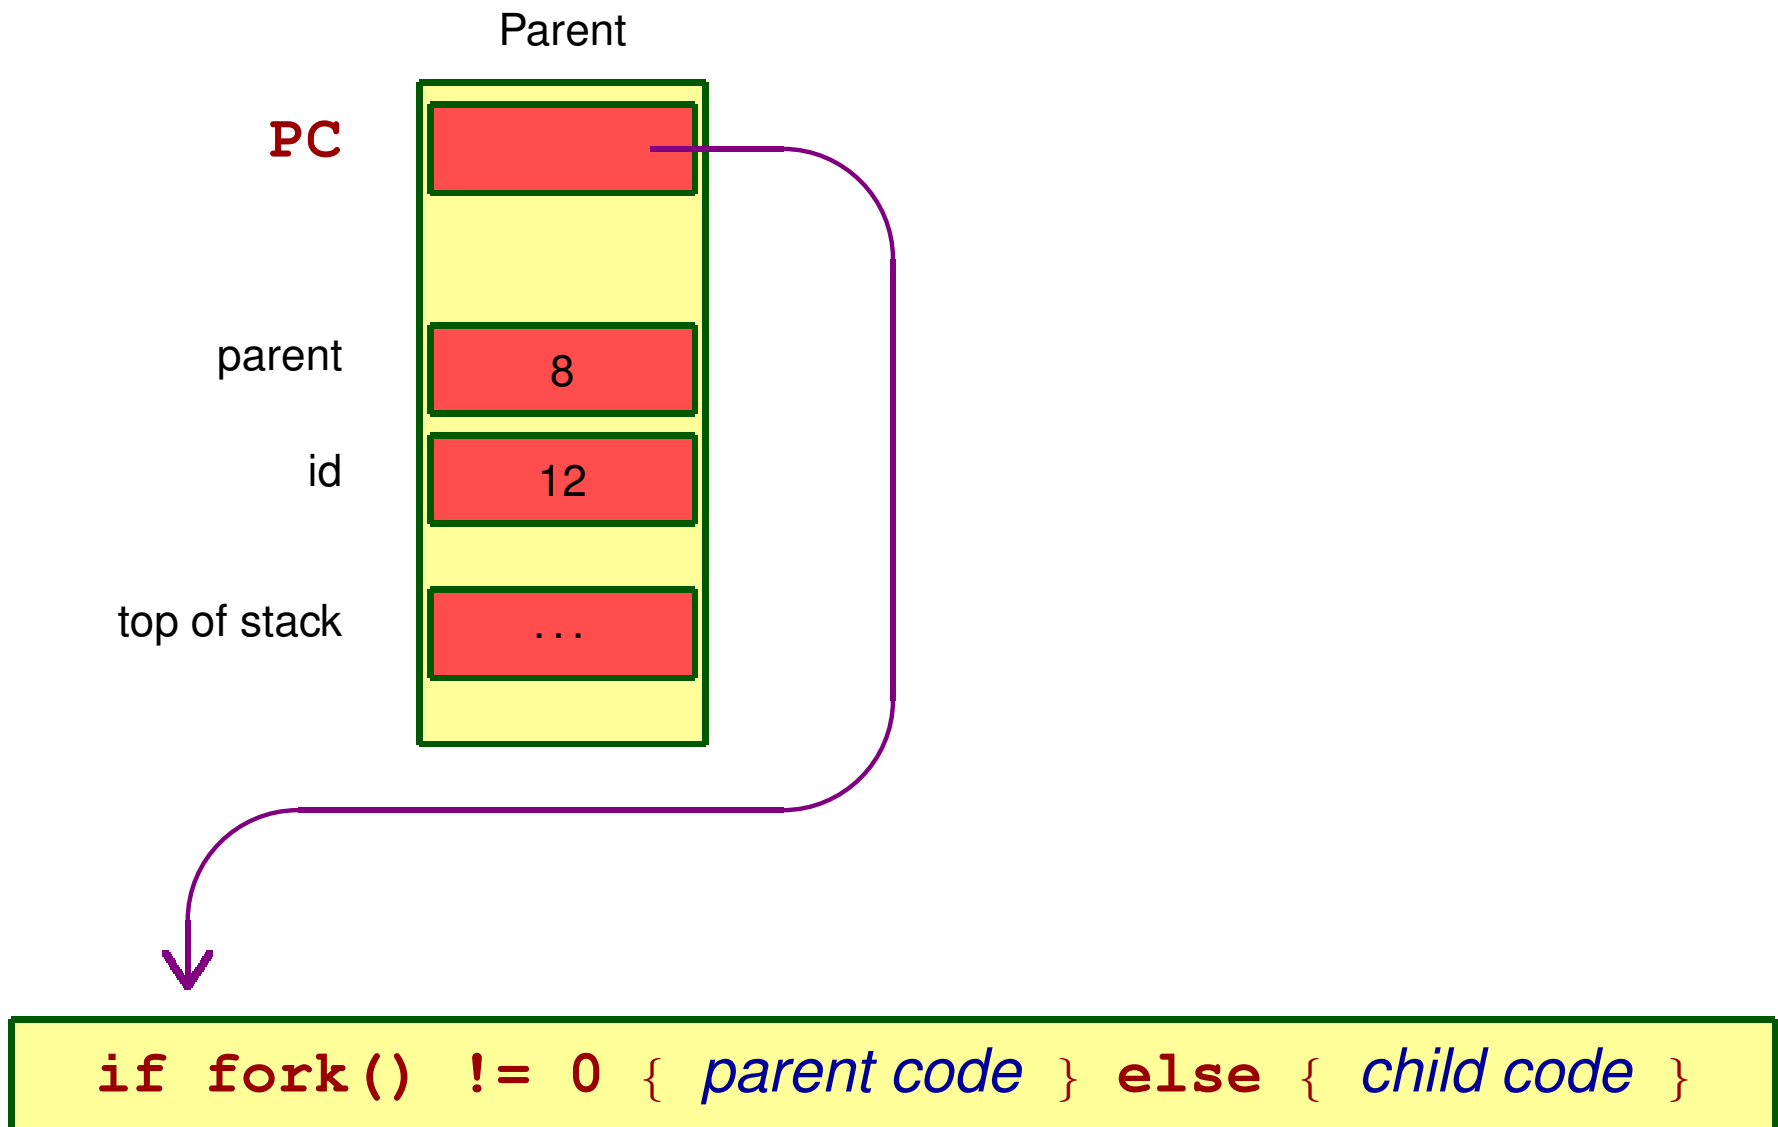 Parent
PC
parent 8
id 12
top of stack ...
if fork() != 0 { parent code } else { child code }